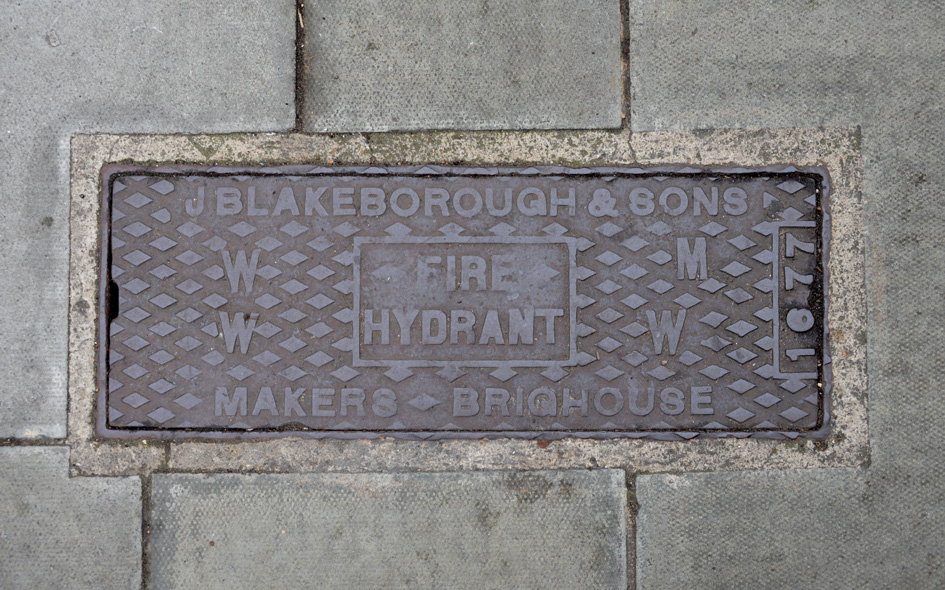 J BLAKEBOROUGH & SONS
W M
FIRE
HYDRANT
W W
MAKERS BRIGHOUSE
1677